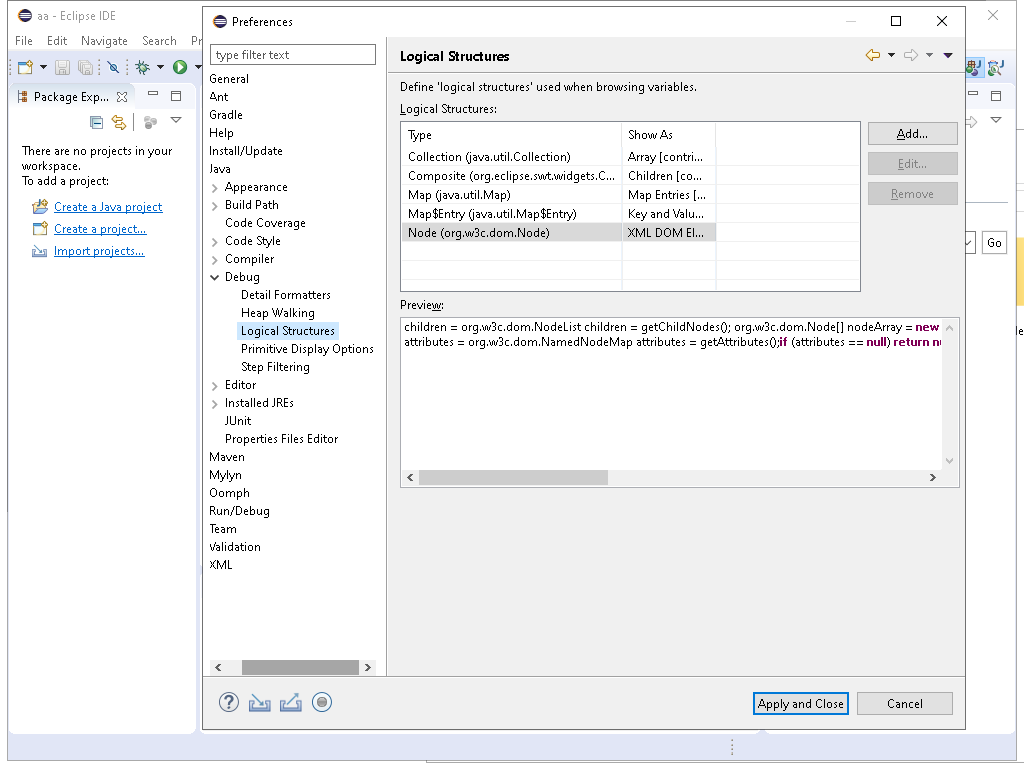 aa - Eclipse IDE
File Edit Navigate Search
Package Exp...
There are no projects in your
workspace.
To add a project:
Create a Java project
Create a project...
Import projects...
Preferences
type filter text
General
Ant
Gradle
Help
Install/Update
Java
Appearance
Build Path
Code Coverage
Code Style
Compiler
Debug
Detail Formatters
Heap Walking
Logical Structures
Primitive Display Options
Step Filtering
Editor
Installed JREs
JUnit
Properties Files Editor
Maven
Mylyn
Oomph
Run/Debug
Team
Validation
XML
Logical Structures
Define 'logical structures' used when browsing variables.
Logical Structures:
Type Show As
Collection (java.util.Collection) Array [contri...
Composite (org.eclipse.swt.widgets.C... Children [co...
Map (java.util.Map) Map Entries [...
Map$Entry (java.util.Map$Entry) Key and Valu...
Node (org.w3c.dom.Node) XML DOM El...
Add...
Edit...
Remove
Preview:
children = org.w3c.dom.NodeList children = getChildNodes(); org.w3c.dom.Node[] nodeArray = new
attributes = org.w3c.dom.NamedNodeMap attributes = getAttributes();if (attributes == null) return
Go
Apply and Close
Cancel